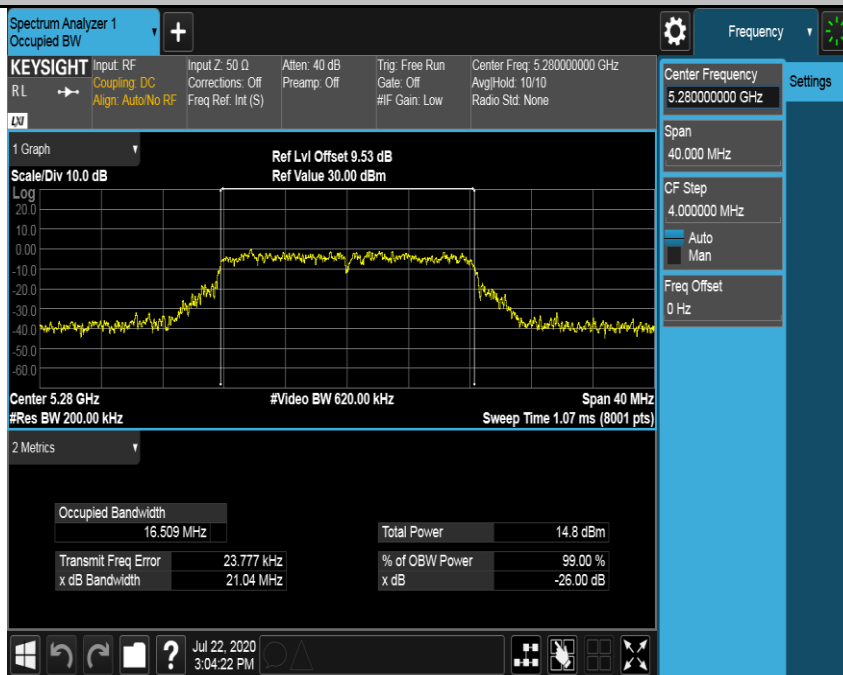 Spectrum Analyzer 1
Occupied BW
+
Frequency
KEYSIGHT
RL
LXI
Input: RF
Coupling: DC
Align: Auto/No RF
Input Z: 50 Ω
Corrections: Off
Freq Ref: Int (S)
Atten: 40 dB
Preamp: Off
Trig: Free Run
Gate: Off
#IF Gain: Low
Center Freq: 5.280000000 GHz
Avg|Hold: 10/10
Radio Std: None
1 Graph
Scale/Div 10.0 dB
Ref Lvl Offset 9.53 dB
Ref Value 30.00 dBm
Log
20.0
10.0
0.00
-10.0
-20.0
-30.0
-40.0
-50.0
-60.0
Center 5.28 GHz
#Video BW 620.00 kHz
Span 40 MHz
#Res BW 200.00 kHz
Sweep Time 1.07 ms (8001 pts)
2 Metrics
Occupied Bandwidth
16.509 MHz
Total Power 14.8 dBm
Transmit Freq Error 23.777 kHz
% of OBW Power 99.00 %
x dB Bandwidth 21.04 MHz
x dB -26.00 dB
?
Jul 22, 2020
3:04:22 PM
Center Frequency
5.280000000 GHz
Settings
Span
40.000 MHz
CF Step
4.000000 MHz
Auto
Man
Freq Offset
0 Hz